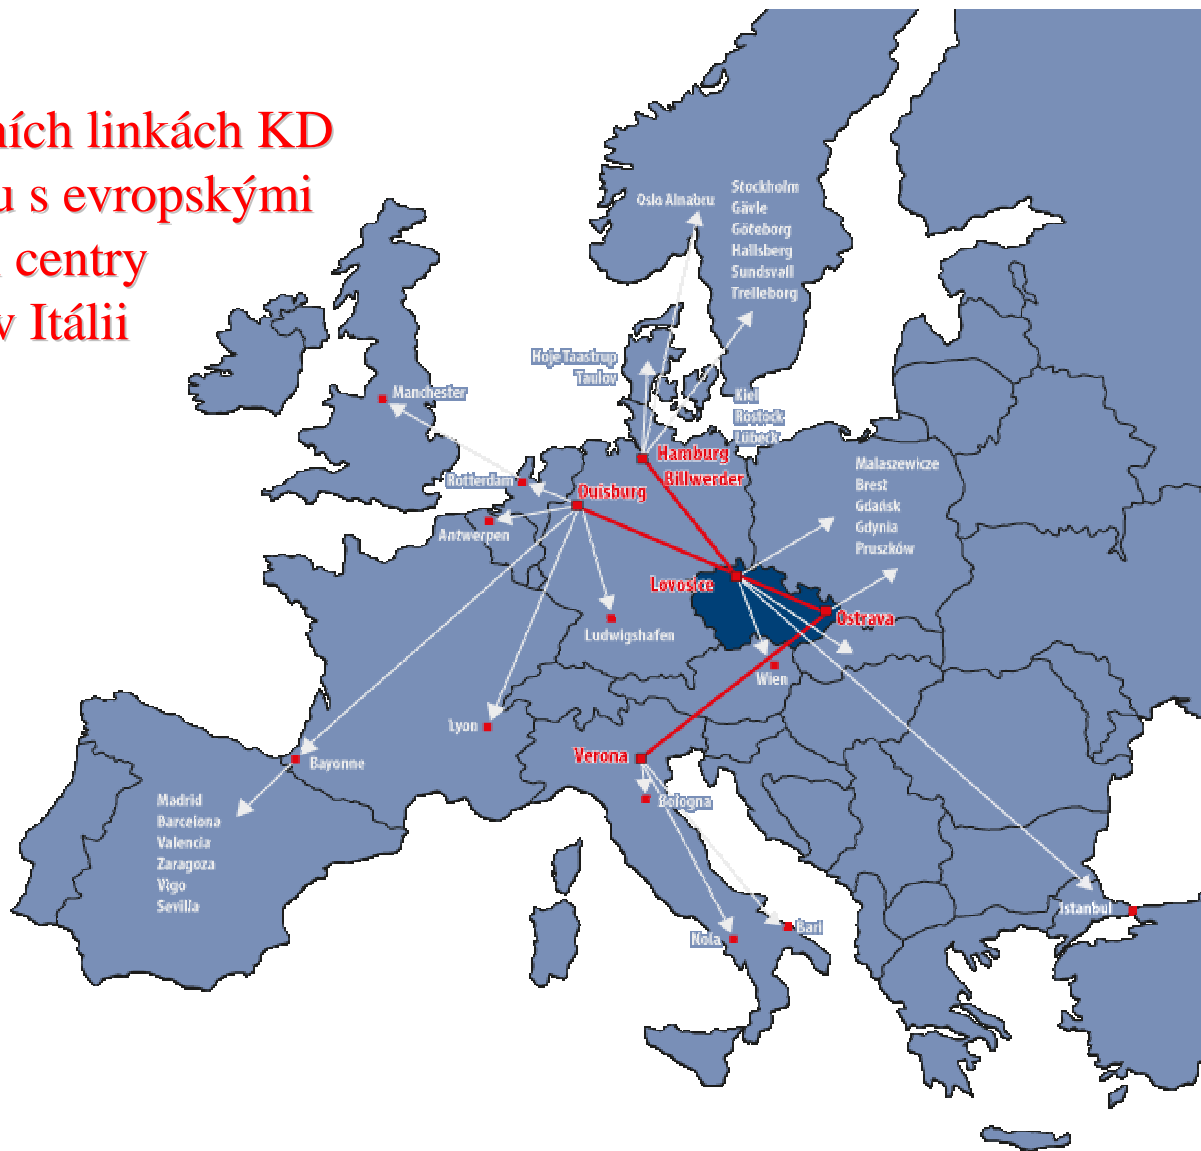 ních linkách KD
u s evropskými
centry
v Itálii
Oslo Alnabru
Stockholm
Gävle
Göteborg
Hallsberg
Sundsvall
Trelleborg
Hoje Taastrup
Taulov
Kiel
Rostock
Lübeck
Manchester
Hamburg
Billwerder
Rotterdam
Duisburg
Antwerpen
Malaszewicze
Brest
Gdańsk
Gdynia
Pruszków
Lovosice
Ostrava
Ludwigshafen
Wien
Lyon
Verona
Bayonne
Bologna
Madrid
Barcelona
Valencia
Zaragoza
Vigo
Sevilla
Istanbul
Nola
Bari